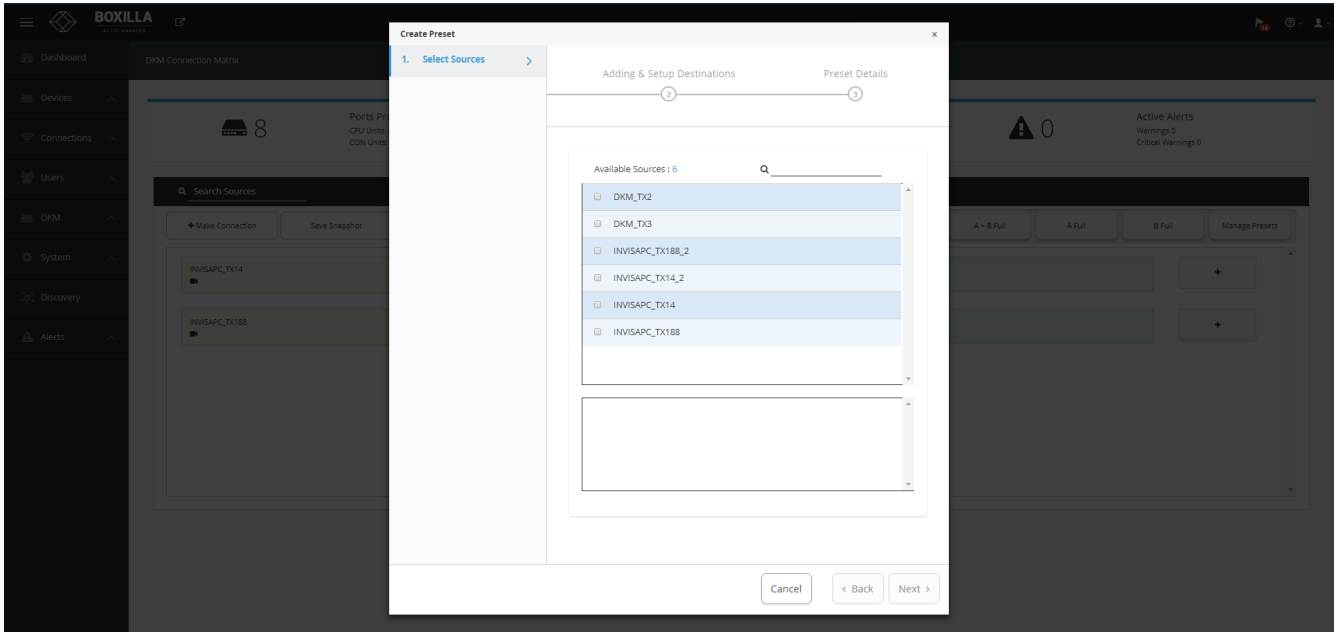 BOXILLA
Dashboard
Devices
Connections
Users
DKM
System
Discovery
Alerts
DKM Connection Matrix
8
Ports Pr
CPU Units:
CON Units:
0
Active Alerts
Warnings 0
Critical Warnings 0
Search Sources
Make Connection
Save Snapshot
A + B Full
A Full
B Full
Manage Presets
INVISAPC_TX14
INVISAPC_TX188
+
+
Create Preset
×
1. Select Sources
Adding & Setup Destinations
Preset Details
2
3
Available Sources : 6
DKM_TX2
DKM_TX3
INVISAPC_TX188_2
INVISAPC_TX14_2
INVISAPC_TX14
INVISAPC_TX188
Cancel
< Back
Next >